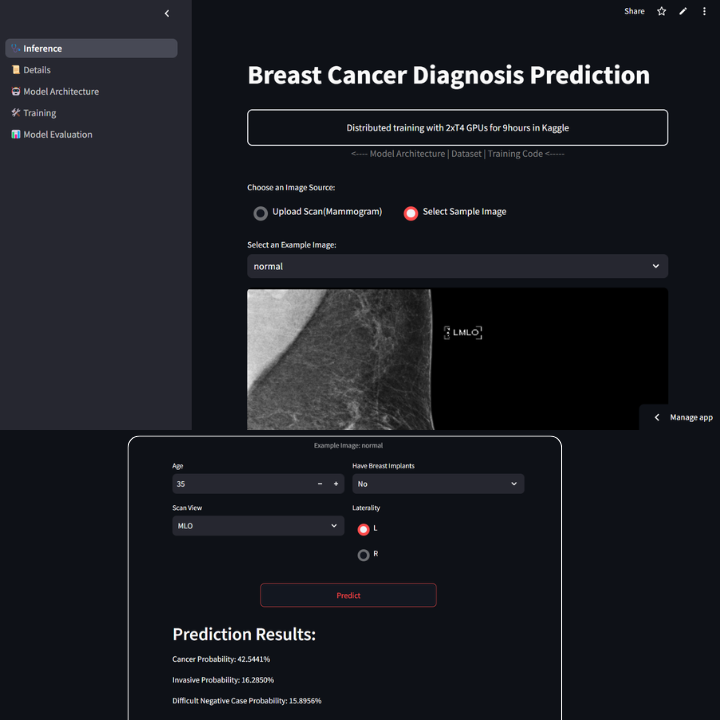 Share
Inference
Details
Model Architecture
Training
Model Evaluation
Breast Cancer Diagnosis Prediction
Distributed training with 2xT4 GPUs for 9hours in Kaggle
<---- Model Architecture | Dataset | Training Code <-----
Choose an Image Source:
Upload Scan(Mammogram)
Select Sample Image
Select an Example Image:
normal
LMLO
Manage app
Example Image: normal
Age
Have Breast Implants
35
No
Scan View
Laterality
MLO
L
R
Predict
Prediction Results:
Cancer Probability: 42.5441%
Invasive Probability: 16.2850%
Difficult Negative Case Probability: 15.8956%